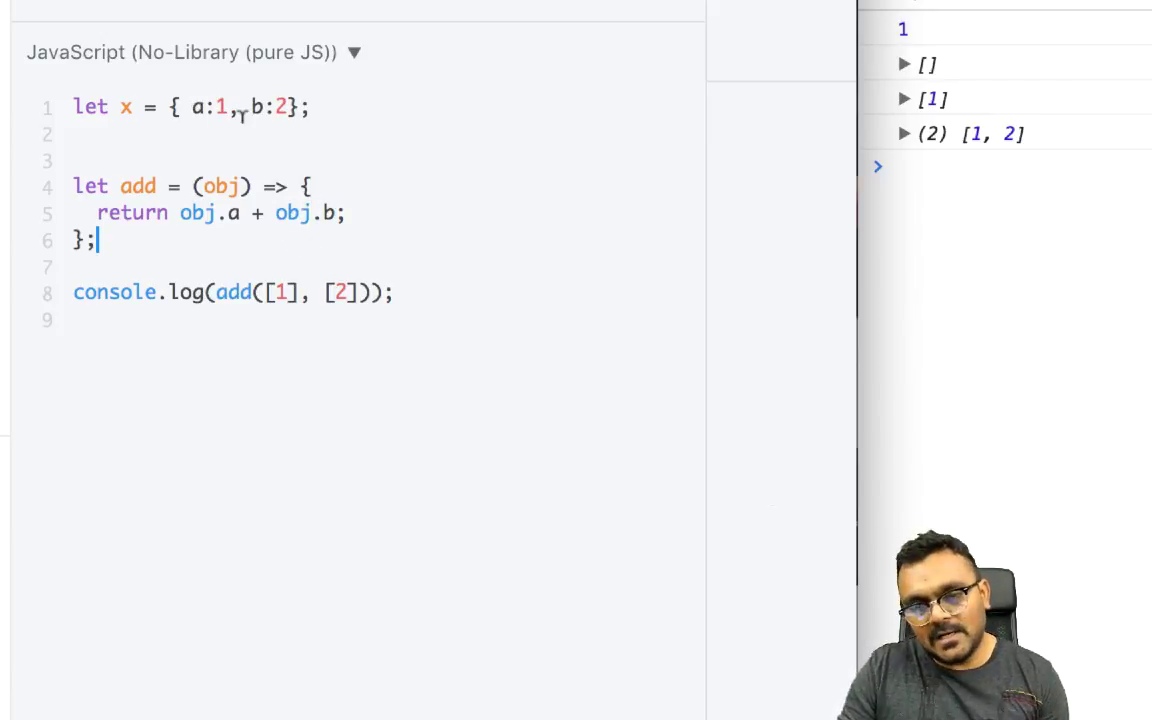 JavaScript (No-Library (pure JS)) ▼
1 let x = { a:1, b:2};
2
3
4 let add = (obj) => {
5   return obj.a + obj.b;
6 };
7
8 console.log(add([1], [2]));
9
1
▶ []
▶ [1]
▶ (2) [1, 2]
>